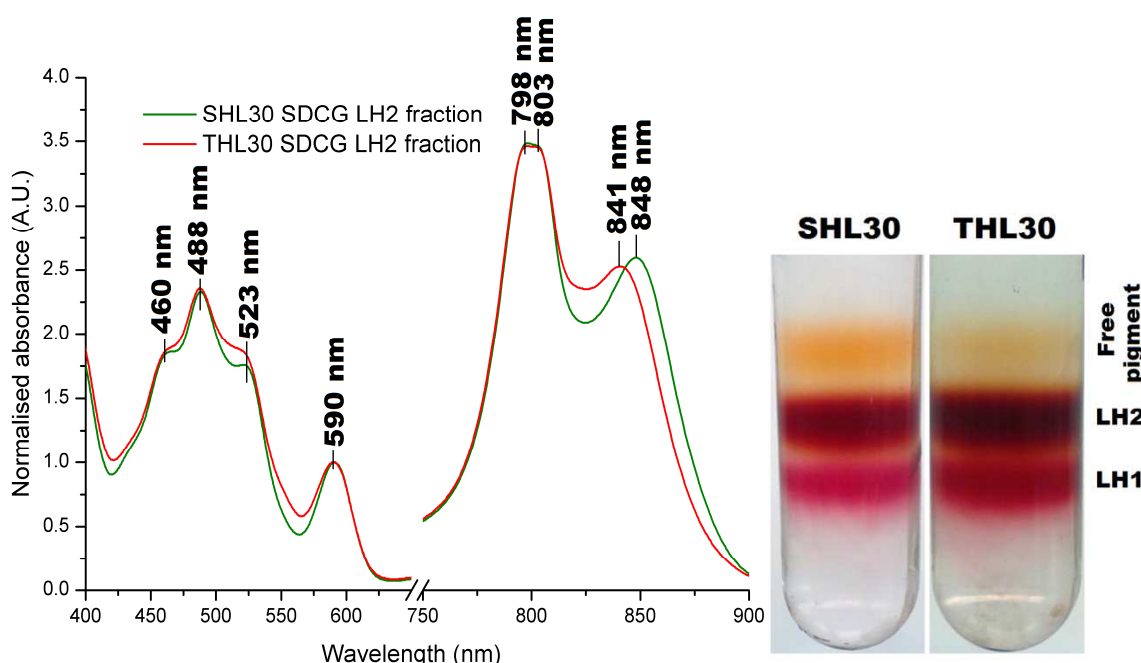 798 nm
803 nm
4.0
SHL30 SDCG LH2 fraction
THL30 SDCG LH2 fraction
3.5
3.0
2.5
2.0
1.5
1.0
0.5
0.0
Normalised absorbance (A.U.)
460 nm
488 nm
523 nm
590 nm
841 nm
848 nm
400
450
500
550
600
650
750
800
850
900
Wavelength (nm)
SHL30
THL30
Free
pigment
LH2
LH1